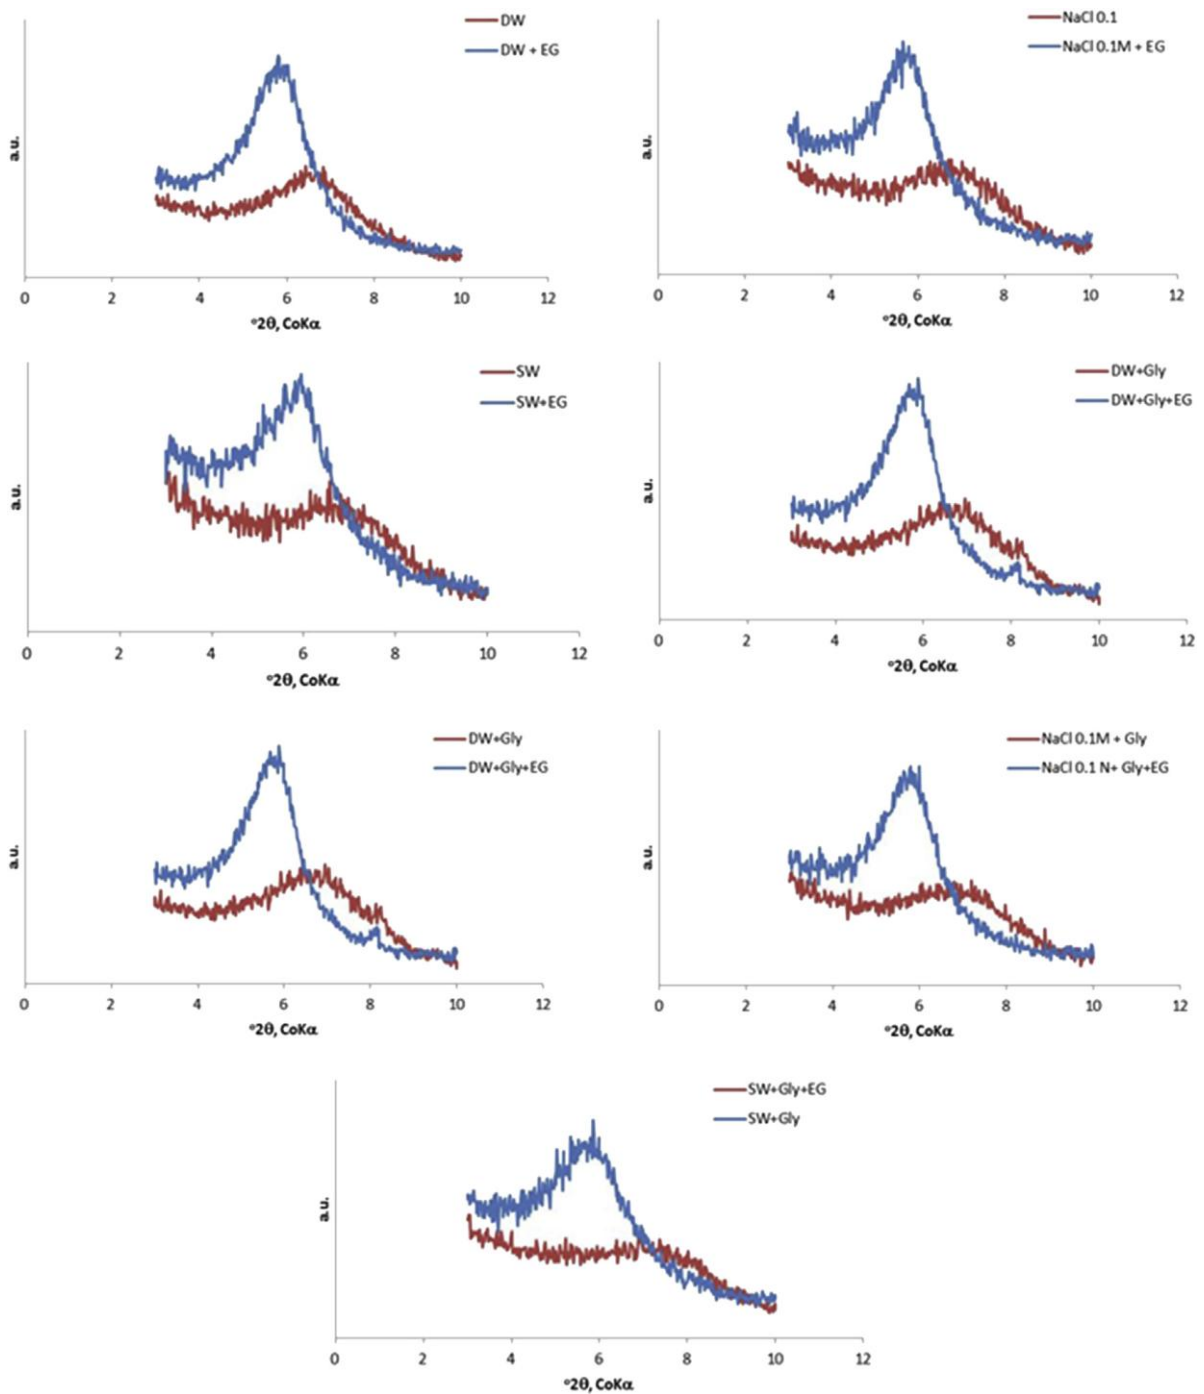 DW
DW + EG
a.u.
0 2 4 6 8 10 12
°2θ, CoKα
NaCl 0.1
NaCl 0.1M + EG
a.u.
0 2 4 6 8 10 12
°2θ, CoKα
SW
SW+EG
a.u.
0 2 4 6 8 10 12
°2θ, CoKα
DW+Gly
DW+Gly+EG
a.u.
0 2 4 6 8 10 12
°2θ, CoKα
DW+Gly
DW+Gly+EG
a.u.
0 2 4 6 8 10 12
°2θ, CoKα
NaCl 0.1M + Gly
NaCl 0.1 N+ Gly+EG
a.u.
0 2 4 6 8 10 12
°2θ, CoKα
SW+Gly+EG
SW+Gly
a.u.
0 2 4 6 8 10 12
°2θ, CoKα